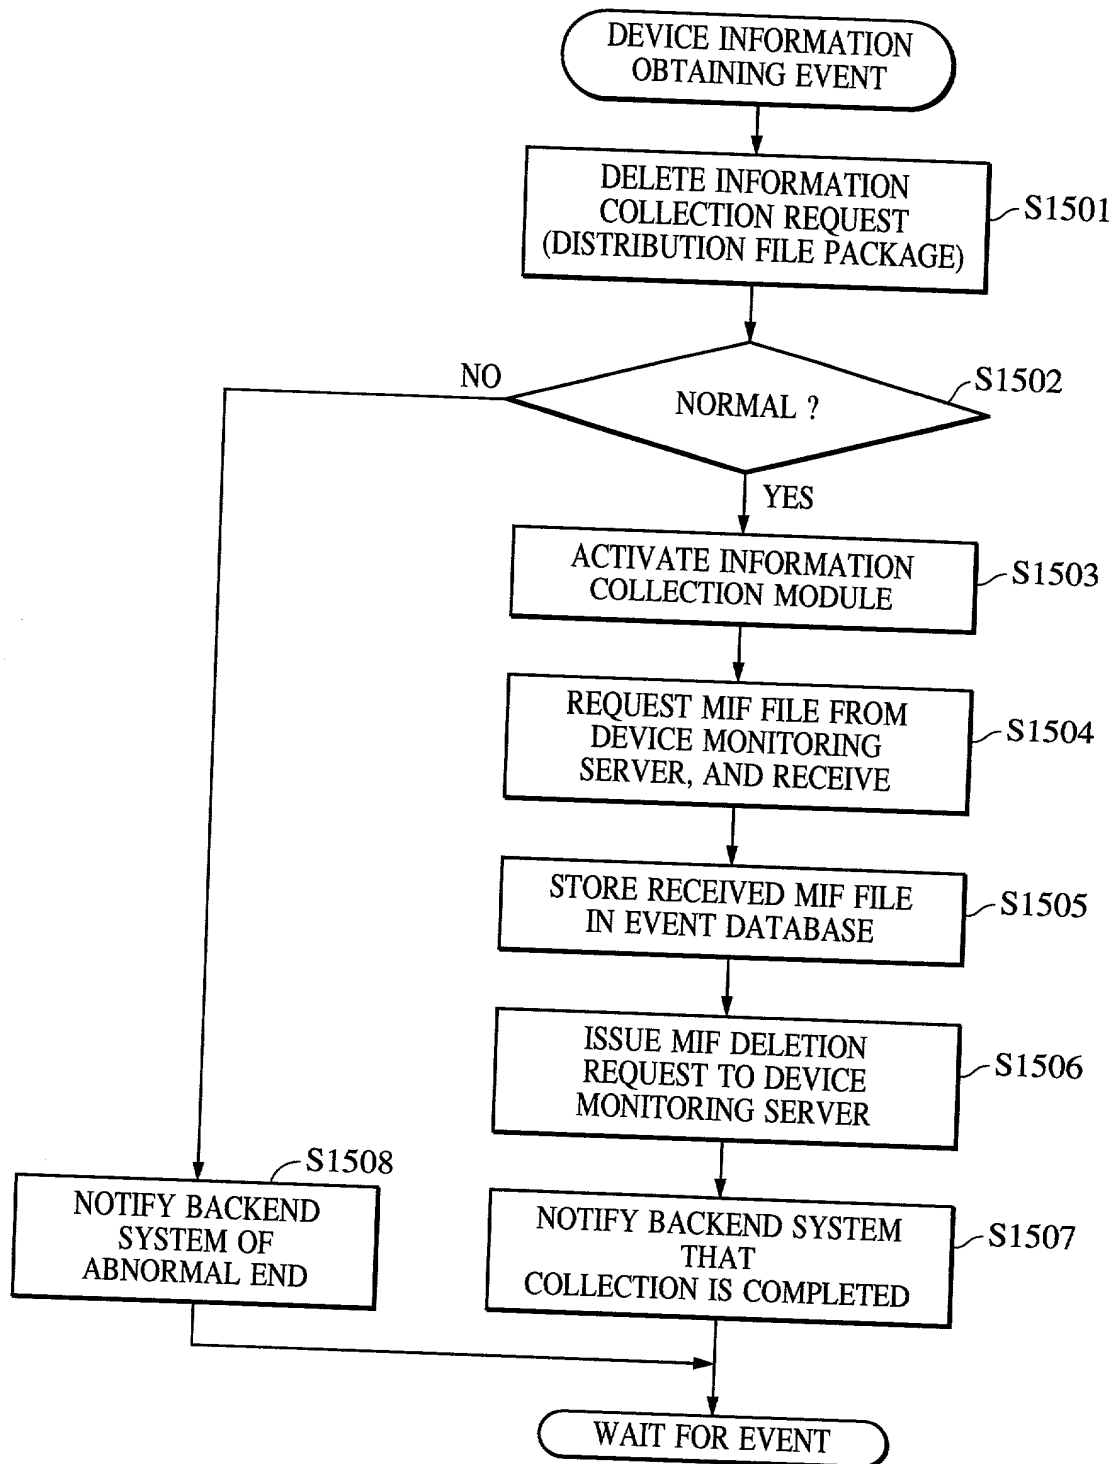 DEVICE INFORMATION
OBTAINING EVENT
DELETE INFORMATION
COLLECTION REQUEST
(DISTRIBUTION FILE PACKAGE)
S1501
NO
NORMAL ?
S1502
YES
ACTIVATE INFORMATION
COLLECTION MODULE
S1503
REQUEST MIF FILE FROM
DEVICE MONITORING
SERVER, AND RECEIVE
S1504
STORE RECEIVED MIF FILE
IN EVENT DATABASE
S1505
ISSUE MIF DELETION
REQUEST TO DEVICE
MONITORING SERVER
S1506
S1508
NOTIFY BACKEND
SYSTEM OF
ABNORMAL END
NOTIFY BACKEND SYSTEM
THAT
COLLECTION IS COMPLETED
S1507
WAIT FOR EVENT